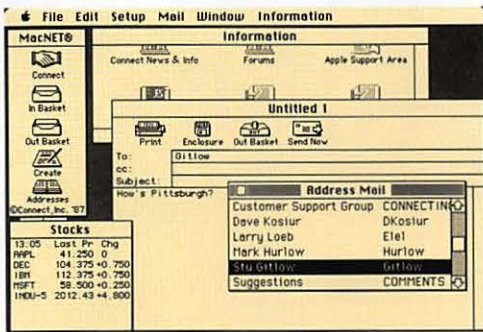 File Edit Setup Mail Window Information
MacNET®
Connect
In Basket
Out Basket
Create
Addresses
©Connect, Inc. '87
Information
Connect News & Info Forums Apple Support Area
Untitled 1
Print Enclosure Out Basket Send Now
To: Gitlow
cc:
Subject:
How's Pittsburgh?
Address Mail
Customer Support Group CONNECTING
Dave Kosiur DKosiur
Larry Loeb Elel
Mark Hurlow Hurlow
Stu Gitlow Gitlow
Suggestions COMMENTS
Stocks
13:05 Last Pr Chg
AAPL 41.250 0
DEC 104.375 +0.750
IBM 112.375 +0.750
MSFT 58.500 +0.250
INDU-5 2012.43 +4.800